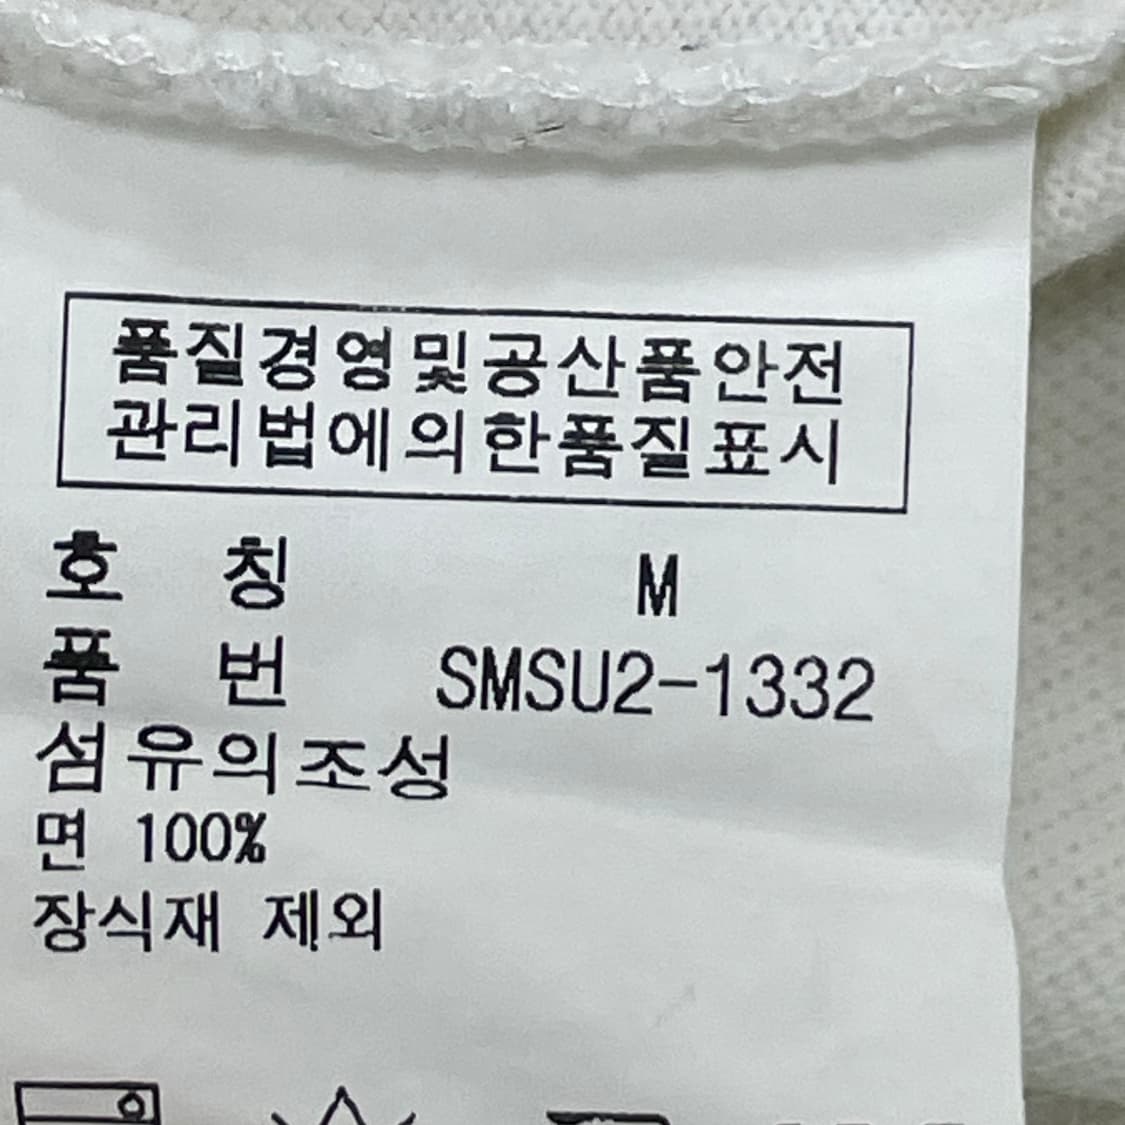 품질경영및공산품안전
관리법에의한품질표시
호 칭 M
품 번 SMSU2-1332
섬유의조성
면 100%
장식재 제외